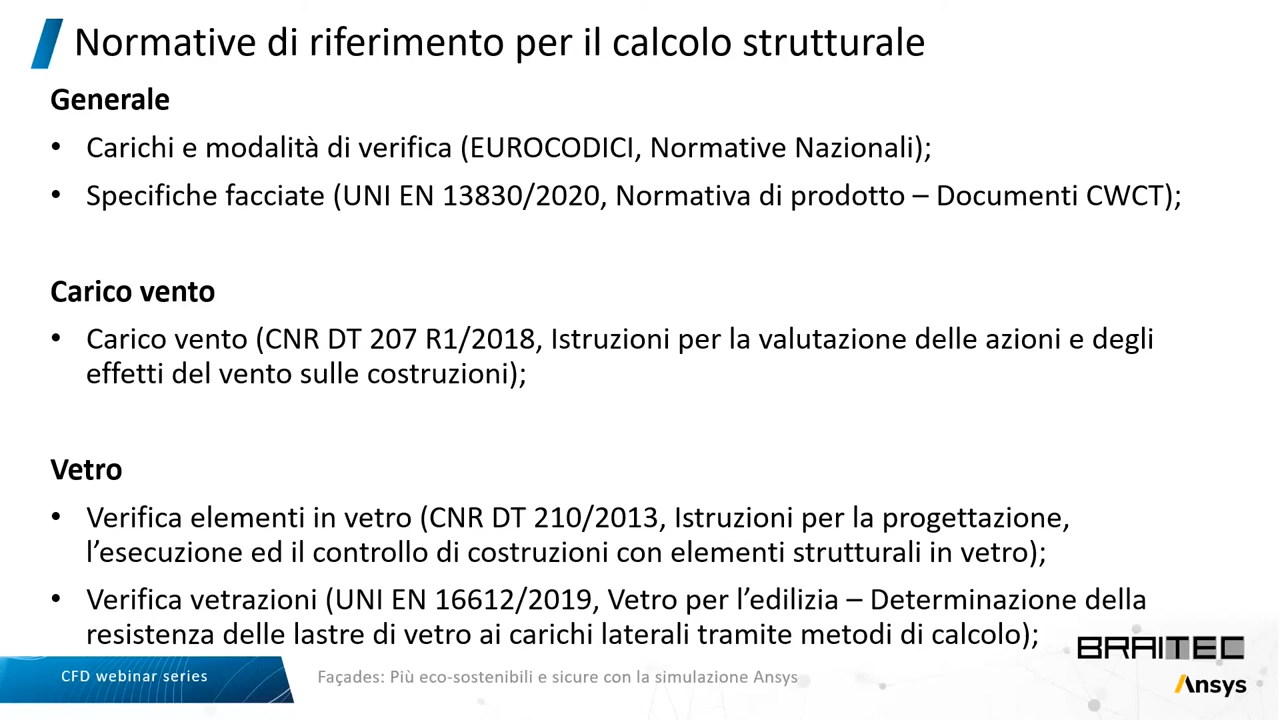 Normative di riferimento per il calcolo strutturale
Generale
• Carichi e modalità di verifica (EUROCODICI, Normative Nazionali);
• Specifiche facciate (UNI EN 13830/2020, Normativa di prodotto – Documenti CWCT);
Carico vento
• Carico vento (CNR DT 207 R1/2018, Istruzioni per la valutazione delle azioni e degli
effetti del vento sulle costruzioni);
Vetro
• Verifica elementi in vetro (CNR DT 210/2013, Istruzioni per la progettazione,
l’esecuzione ed il controllo di costruzioni con elementi strutturali in vetro);
• Verifica vetrazioni (UNI EN 16612/2019, Vetro per l’edilizia – Determinazione della
resistenza delle lastre di vetro ai carichi laterali tramite metodi di calcolo);
BRAITEC
CFD webinar series
Façades: Più eco-sostenibili e sicure con la simulazione Ansys
Ansys